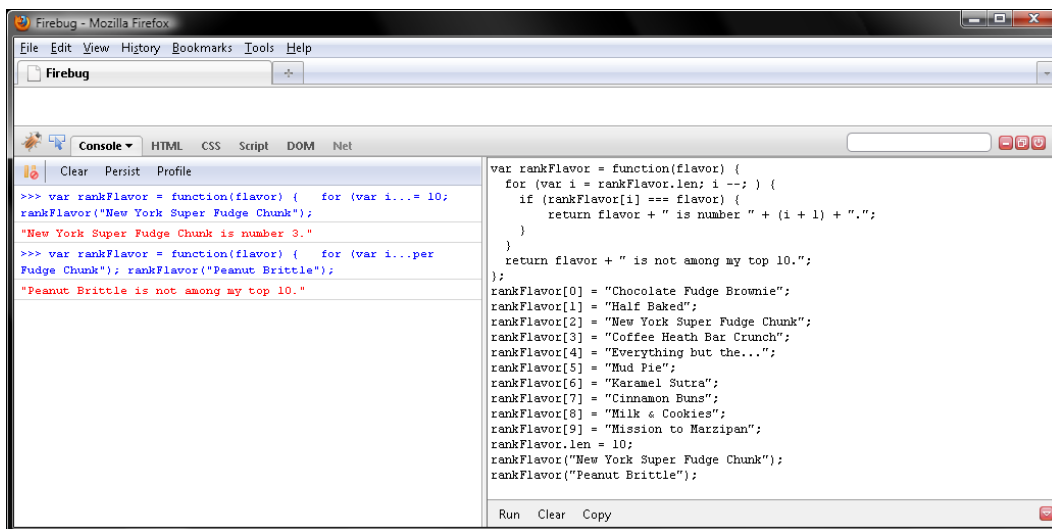 Firebug - Mozilla Firefox
File Edit View History Bookmarks Tools Help
Firebug
Console HTML CSS Script DOM Net
Clear Persist Profile
>>> var rankFlavor = function(flavor) {   for (var i...= 10;
rankFlavor("New York Super Fudge Chunk");
"New York Super Fudge Chunk is number 3."
>>> var rankFlavor = function(flavor) {   for (var i...per
Fudge Chunk"); rankFlavor("Peanut Brittle");
"Peanut Brittle is not among my top 10."
var rankFlavor = function(flavor) {
  for (var i = rankFlavor.len; i --; ) {
    if (rankFlavor[i] === flavor) {
        return flavor + " is number " + (i + 1) + ".";
    }
  }
  return flavor + " is not among my top 10.";
};
rankFlavor[0] = "Chocolate Fudge Brownie";
rankFlavor[1] = "Half Baked";
rankFlavor[2] = "New York Super Fudge Chunk";
rankFlavor[3] = "Coffee Heath Bar Crunch";
rankFlavor[4] = "Everything but the...";
rankFlavor[5] = "Mud Pie";
rankFlavor[6] = "Karamel Sutra";
rankFlavor[7] = "Cinnamon Buns";
rankFlavor[8] = "Milk & Cookies";
rankFlavor[9] = "Mission to Marzipan";
rankFlavor.len = 10;
rankFlavor("New York Super Fudge Chunk");
rankFlavor("Peanut Brittle");
Run Clear Copy